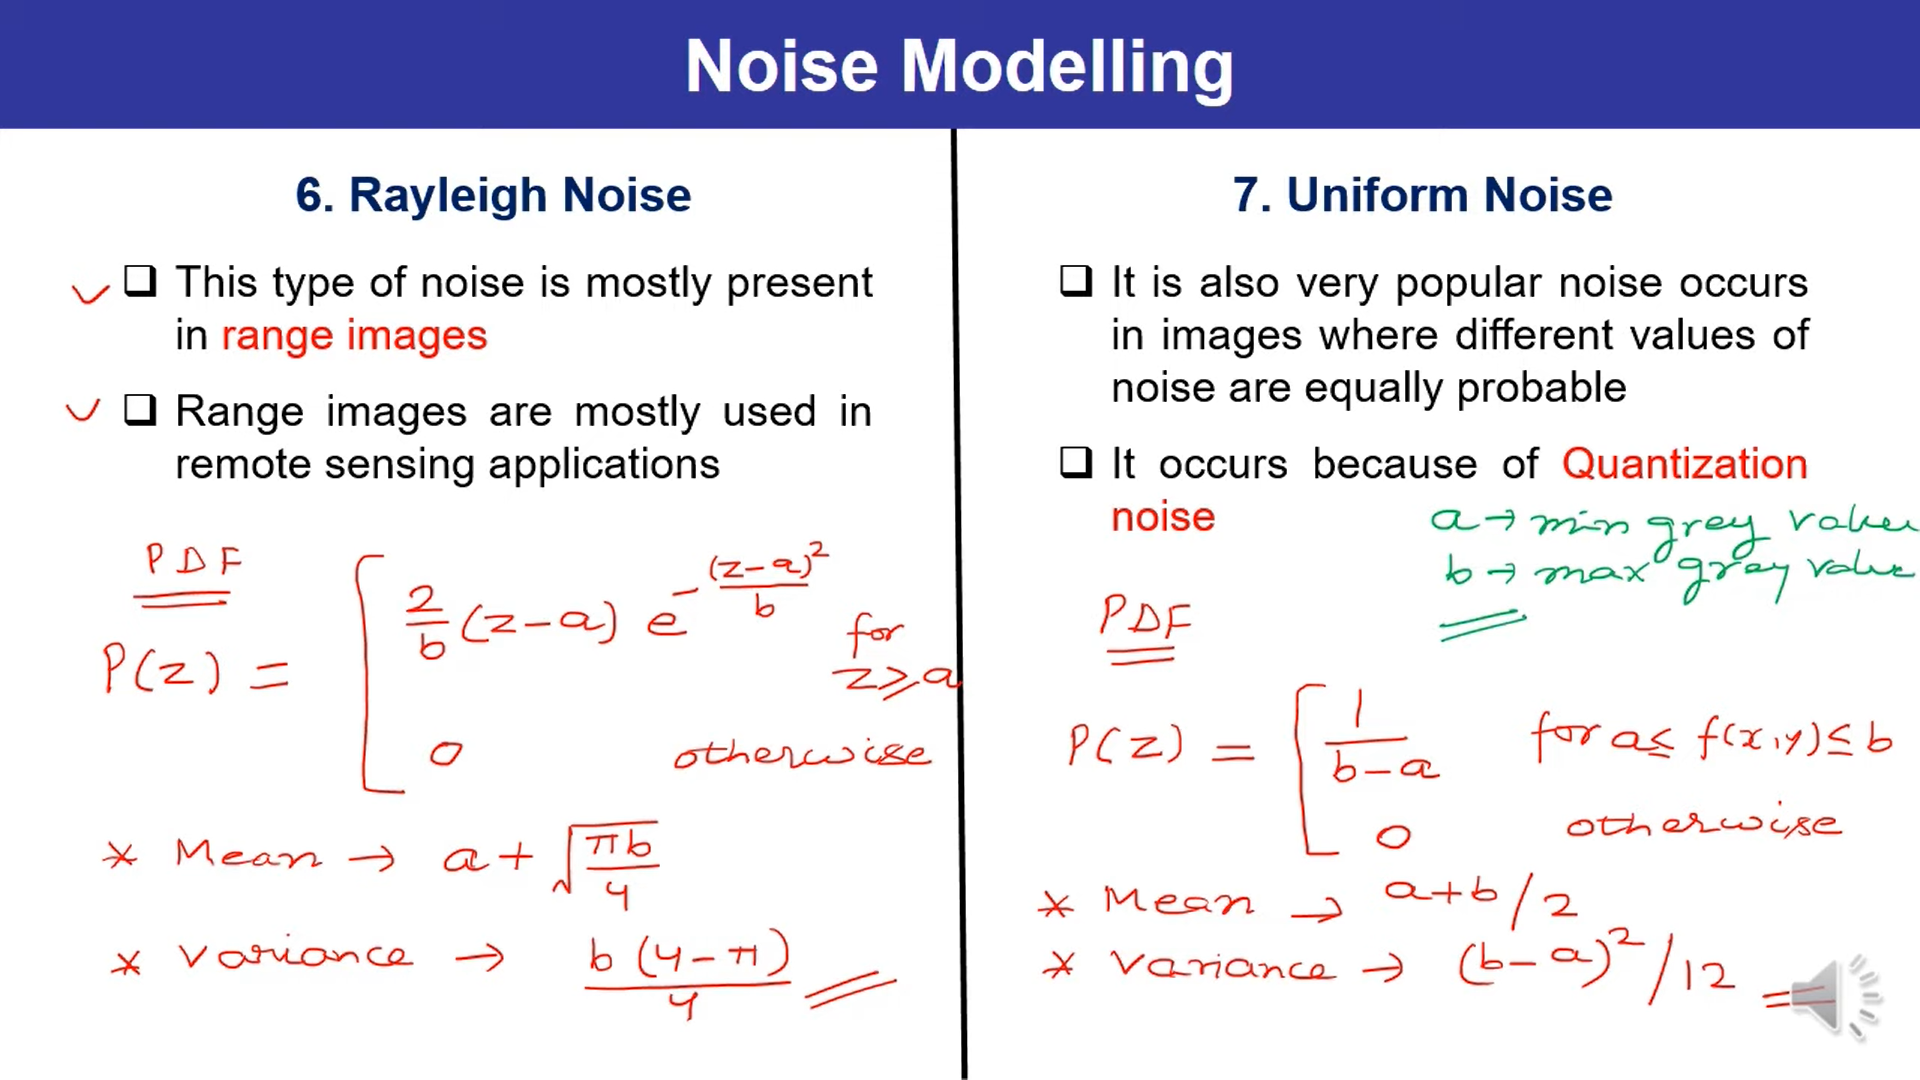 Noise Modelling
6. Rayleigh Noise
❑ This type of noise is mostly present
in range images
❑ Range images are mostly used in
remote sensing applications
PDF
P(z) = [ 2/b (z-a) e^-(z-a)²/b for z≥a
0 otherwise
* Mean → a+√πb/4
* Variance → b(4-π)/4
7. Uniform Noise
❑ It is also very popular noise occurs
in images where different values of
noise are equally probable
❑ It occurs because of Quantization
noise
a → min grey value
b → max grey value
PDF
P(z) = [ 1/b-a for a≤ f(x,y)≤b
0 otherwise
* Mean → a+b/2
* Variance → (b-a)²/12